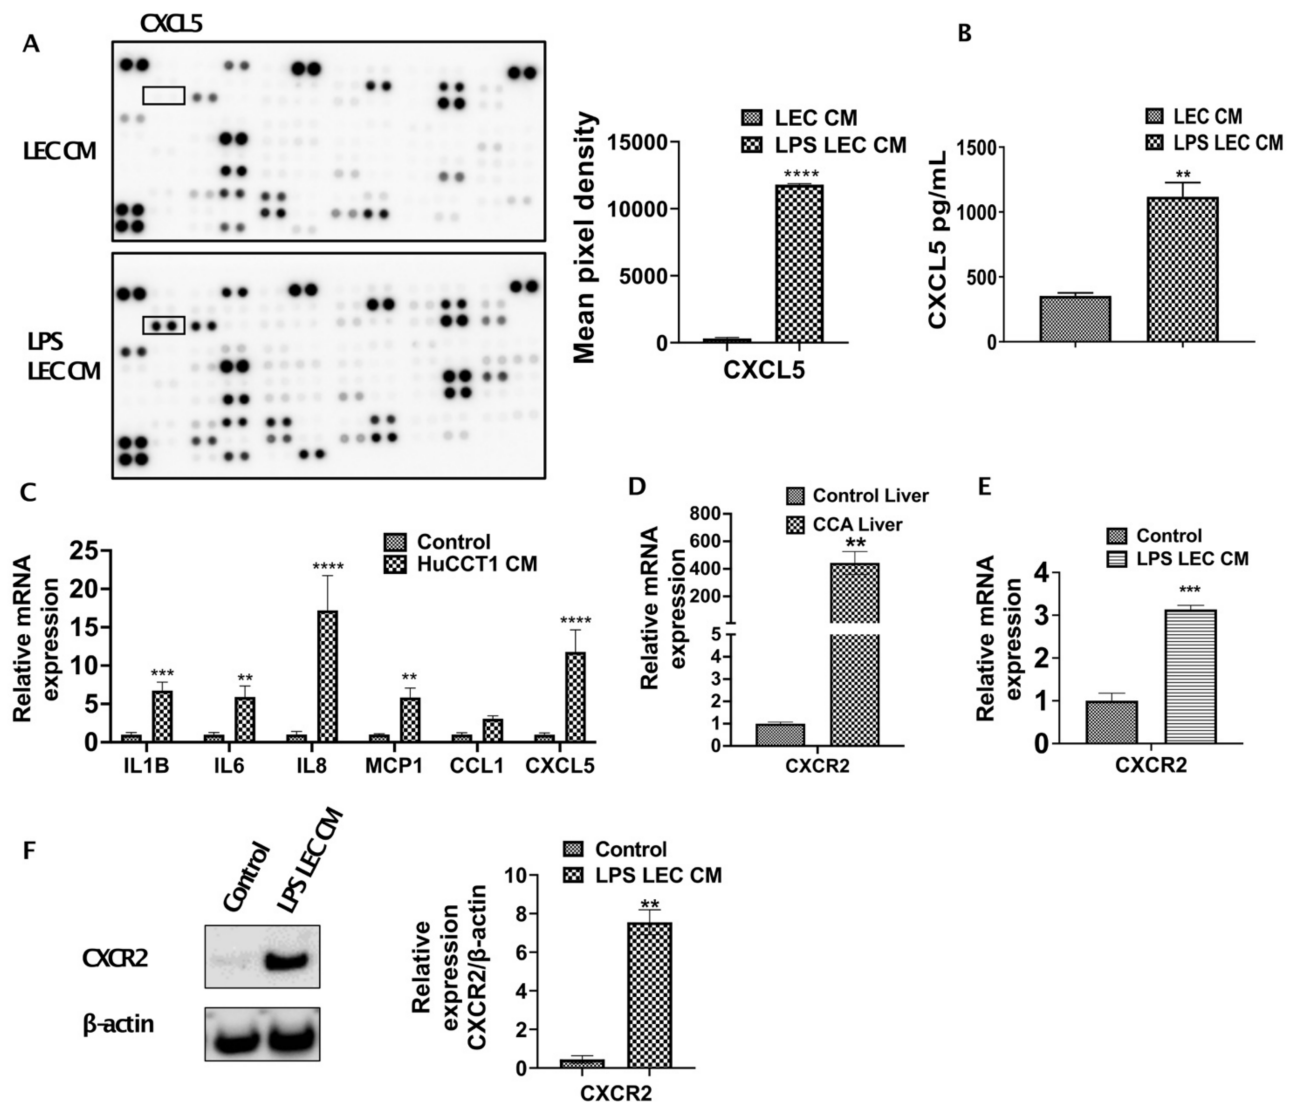 A
CXCL5
LEC CM
LPS
LEC CM
LEC CM
LPS LEC CM
Mean pixel density
15000
10000
5000
0
****
CXCL5
B
LEC CM
LPS LEC CM
CXCL5 pg/mL
1500
1000
500
0
**
C
Control
HuCCT1 CM
Relative mRNA
expression
25
20
15
10
5
0
***
**
****
**
****
IL1B
IL6
IL8
MCP1
CCL1
CXCL5
D
Control Liver
CCA Liver
Relative mRNA
expression
800
600
400
200
5
4
3
2
1
0
**
CXCR2
E
Control
LPS LEC CM
Relative mRNA
expression
4
3
2
1
0
***
CXCR2
F
Control
LPS LEC CM
CXCR2
β-actin
Control
LPS LEC CM
Relative
expression
CXCR2/β-actin
10
8
6
4
2
0
**
CXCR2